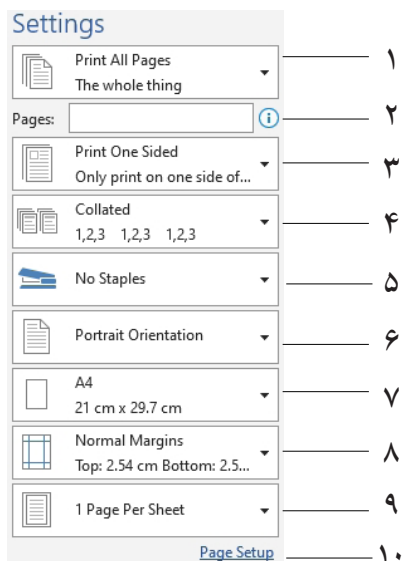 Settings
Print All Pages
The whole thing
۱
Pages:
۲
Print One Sided
Only print on one side of...
۳
Collated
1,2,3 1,2,3 1,2,3
۴
No Staples
۵
Portrait Orientation
۶
A4
21 cm x 29.7 cm
۷
Normal Margins
Top: 2.54 cm Bottom: 2.5...
۸
1 Page Per Sheet
۹
Page Setup
۱۰